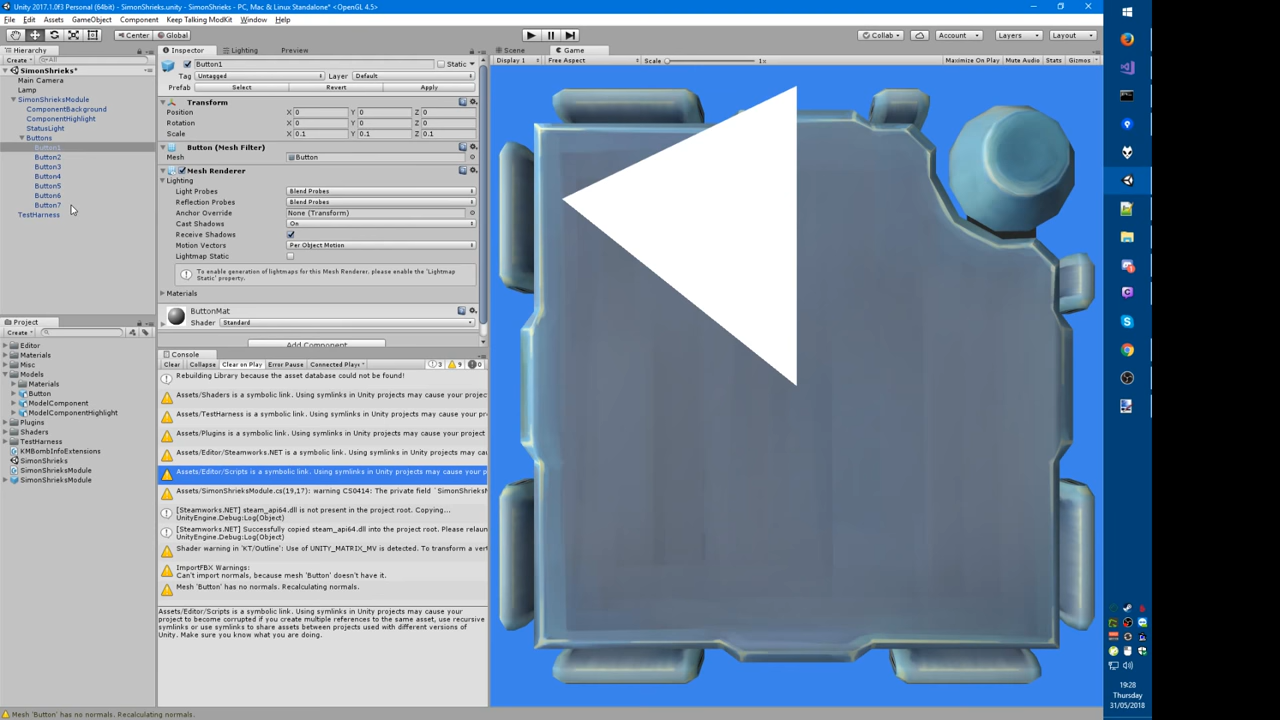 Unity 2017.1.0f3 Personal (64bit) - SimonShrieks.unity - SimonShrieks - PC, Mac & Linux Standalone* <OpenGL 4.5>
File Edit Assets GameObject Component Keep Talking ModKit Window Help
Center Global Collab Account Layers Layout
Hierarchy
Create All
SimonShrieks*
Main Camera
Lamp
SimonShrieksModule
ComponentBackground
ComponentHighlight
StatusLight
Buttons
Button1
Button2
Button3
Button4
Button5
Button6
Button7
TestHarness
Inspector Lighting Preview
Button1 Static
Tag Untagged Layer Default
Prefab Select Revert Apply
Transform
Position X 0 Y 0 Z 0
Rotation X 0 Y 0 Z 0
Scale X 0.1 Y 0.1 Z 0.1
Button (Mesh Filter)
Mesh Button
Mesh Renderer
Lighting
Light Probes Blend Probes
Reflection Probes Blend Probes
Anchor Override None (Transform)
Cast Shadows On
Receive Shadows
Motion Vectors Per Object Motion
Lightmap Static
To enable generation of lightmaps for this Mesh Renderer, please enable the 'Lightmap
Static' property.
Materials
ButtonMat
Shader Standard
Add Component
Scene Game
Display 1 Free Aspect Scale 1x Maximize On Play Mute Audio Stats Gizmos
Project
Create
Editor
Materials
Misc
Models
Materials
Button
ModelComponent
ModelComponentHighlight
Plugins
Shaders
TestHarness
KMBombInfoExtensions
SimonShrieks
SimonShrieksModule
SimonShrieksModule
Console
Clear Collapse Clear on Play Error Pause Connected Player 3 9 0
Rebuilding Library because the asset database could not be found!
Assets/Shaders is a symbolic link. Using symlinks in Unity projects may cause your project
Assets/TestHarness is a symbolic link. Using symlinks in Unity projects may cause your pro
Assets/Plugins is a symbolic link. Using symlinks in Unity projects may cause your project
Assets/Editor/Steamworks.NET is a symbolic link. Using symlinks in Unity projects may cau
Assets/Editor/Scripts is a symbolic link. Using symlinks in Unity projects may cause your p
Assets/SimonShrieksModule.cs(19,17): warning CS0414: The private field `SimonShrieksM
[Steamworks.NET] steam_api64.dll is not present in the project root. Copying...
UnityEngine.Debug:Log(Object)
[Steamworks.NET] Successfully copied steam_api64.dll into the project root. Please relaun
UnityEngine.Debug:Log(Object)
Shader warning in 'KT/Outline': Use of UNITY_MATRIX_MV is detected. To transform a vert
ImportFBX Warnings:
Can't import normals, because mesh 'Button' doesn't have it.
Mesh 'Button' has no normals. Recalculating normals.
Assets/Editor/Scripts is a symbolic link. Using symlinks in Unity projects may cause your
project to become corrupted if you create multiple references to the same asset, use recursive
symlinks or use symlinks to share assets between projects used with different versions of
Unity. Make sure you know what you are doing.
Mesh 'Button' has no normals. Recalculating normals.
19:28
Thursday
31/05/2018